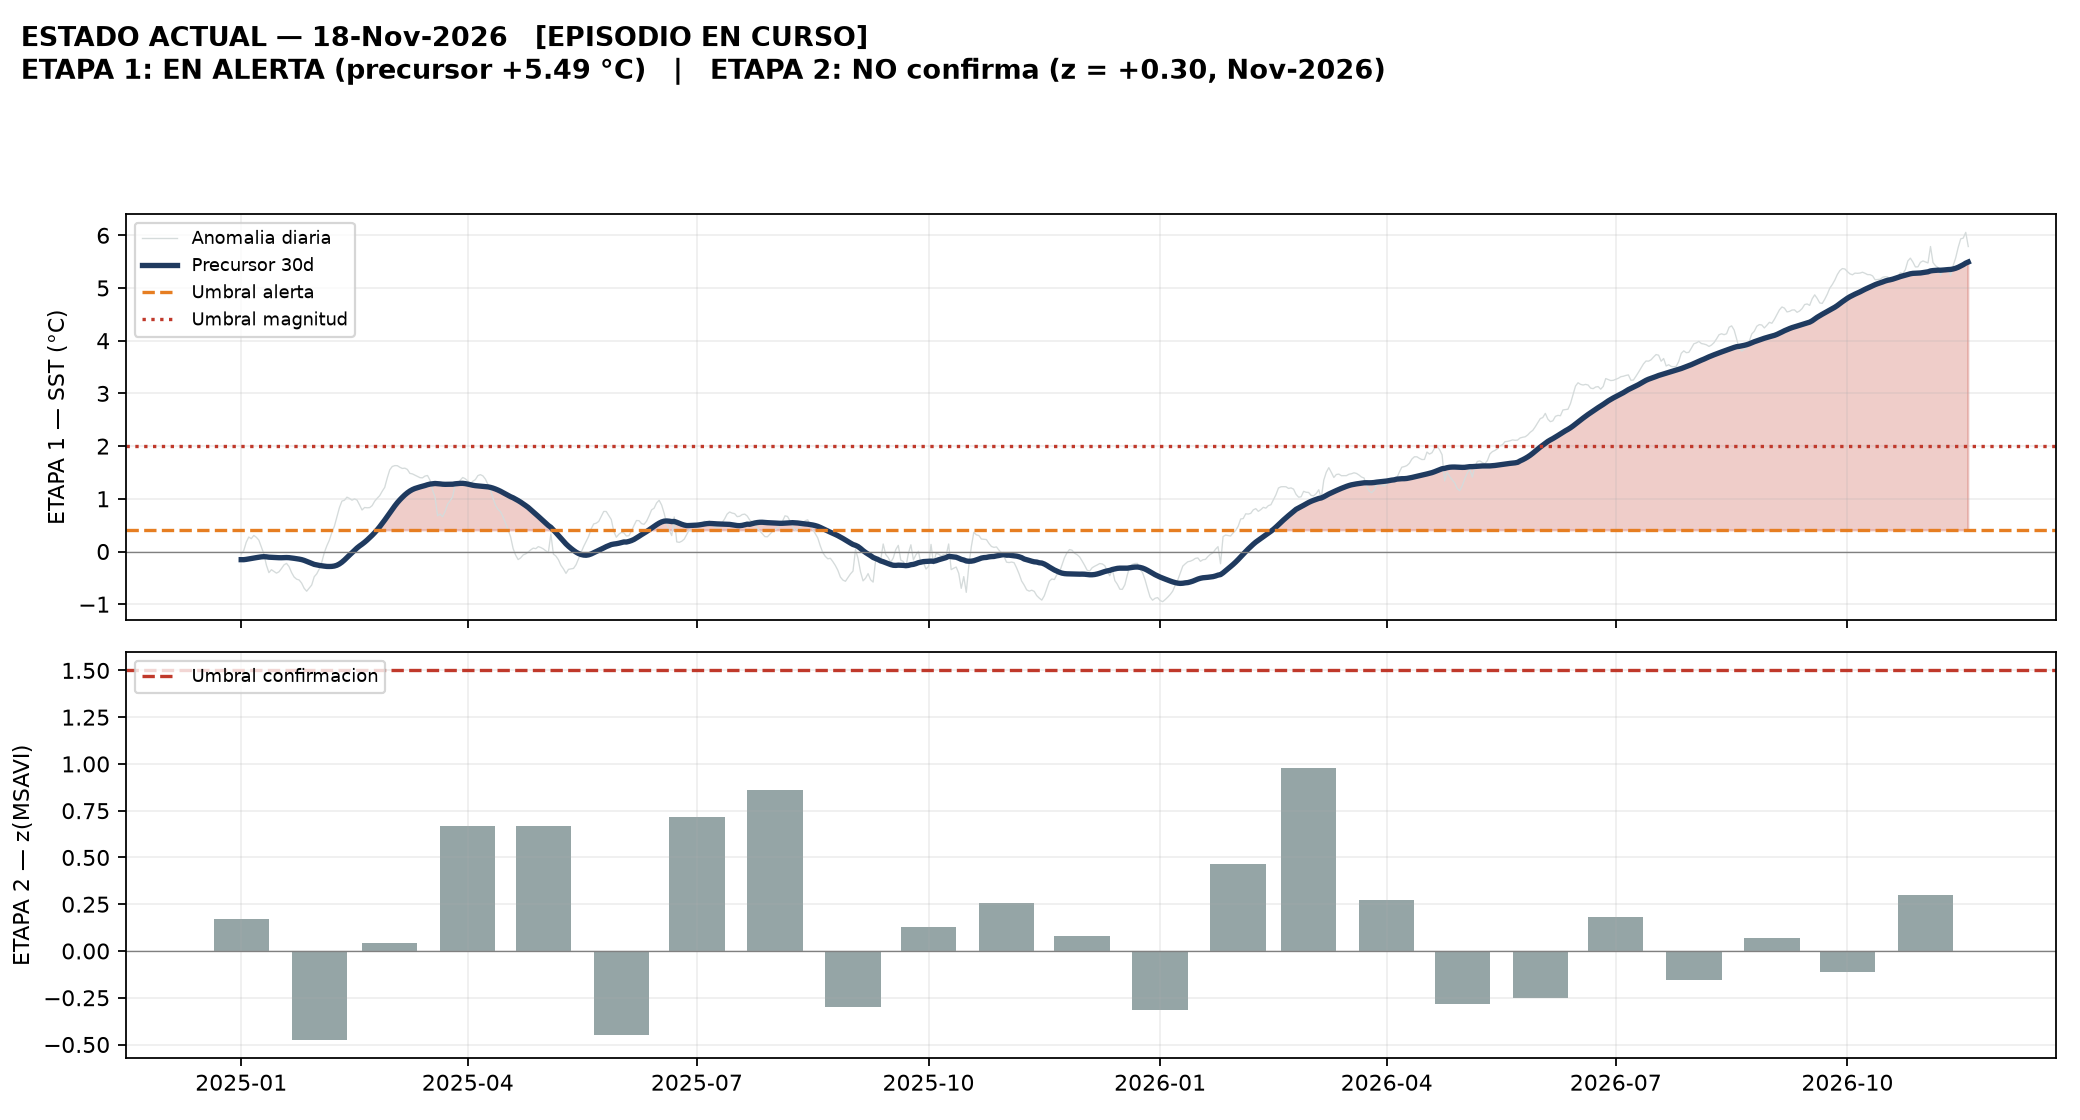 ESTADO ACTUAL — 18-Nov-2026   [EPISODIO EN CURSO]
ETAPA 1: EN ALERTA (precursor +5.49 °C)   |   ETAPA 2: NO confirma (z = +0.30, Nov-2026)
ETAPA 1 — SST (°C)
6
5
4
3
2
1
0
−1
Anomalia diaria
Precursor 30d
Umbral alerta
Umbral magnitud
ETAPA 2 — z(MSAVI)
1.50
1.25
1.00
0.75
0.50
0.25
0.00
−0.25
−0.50
Umbral confirmacion
2025-01
2025-04
2025-07
2025-10
2026-01
2026-04
2026-07
2026-10